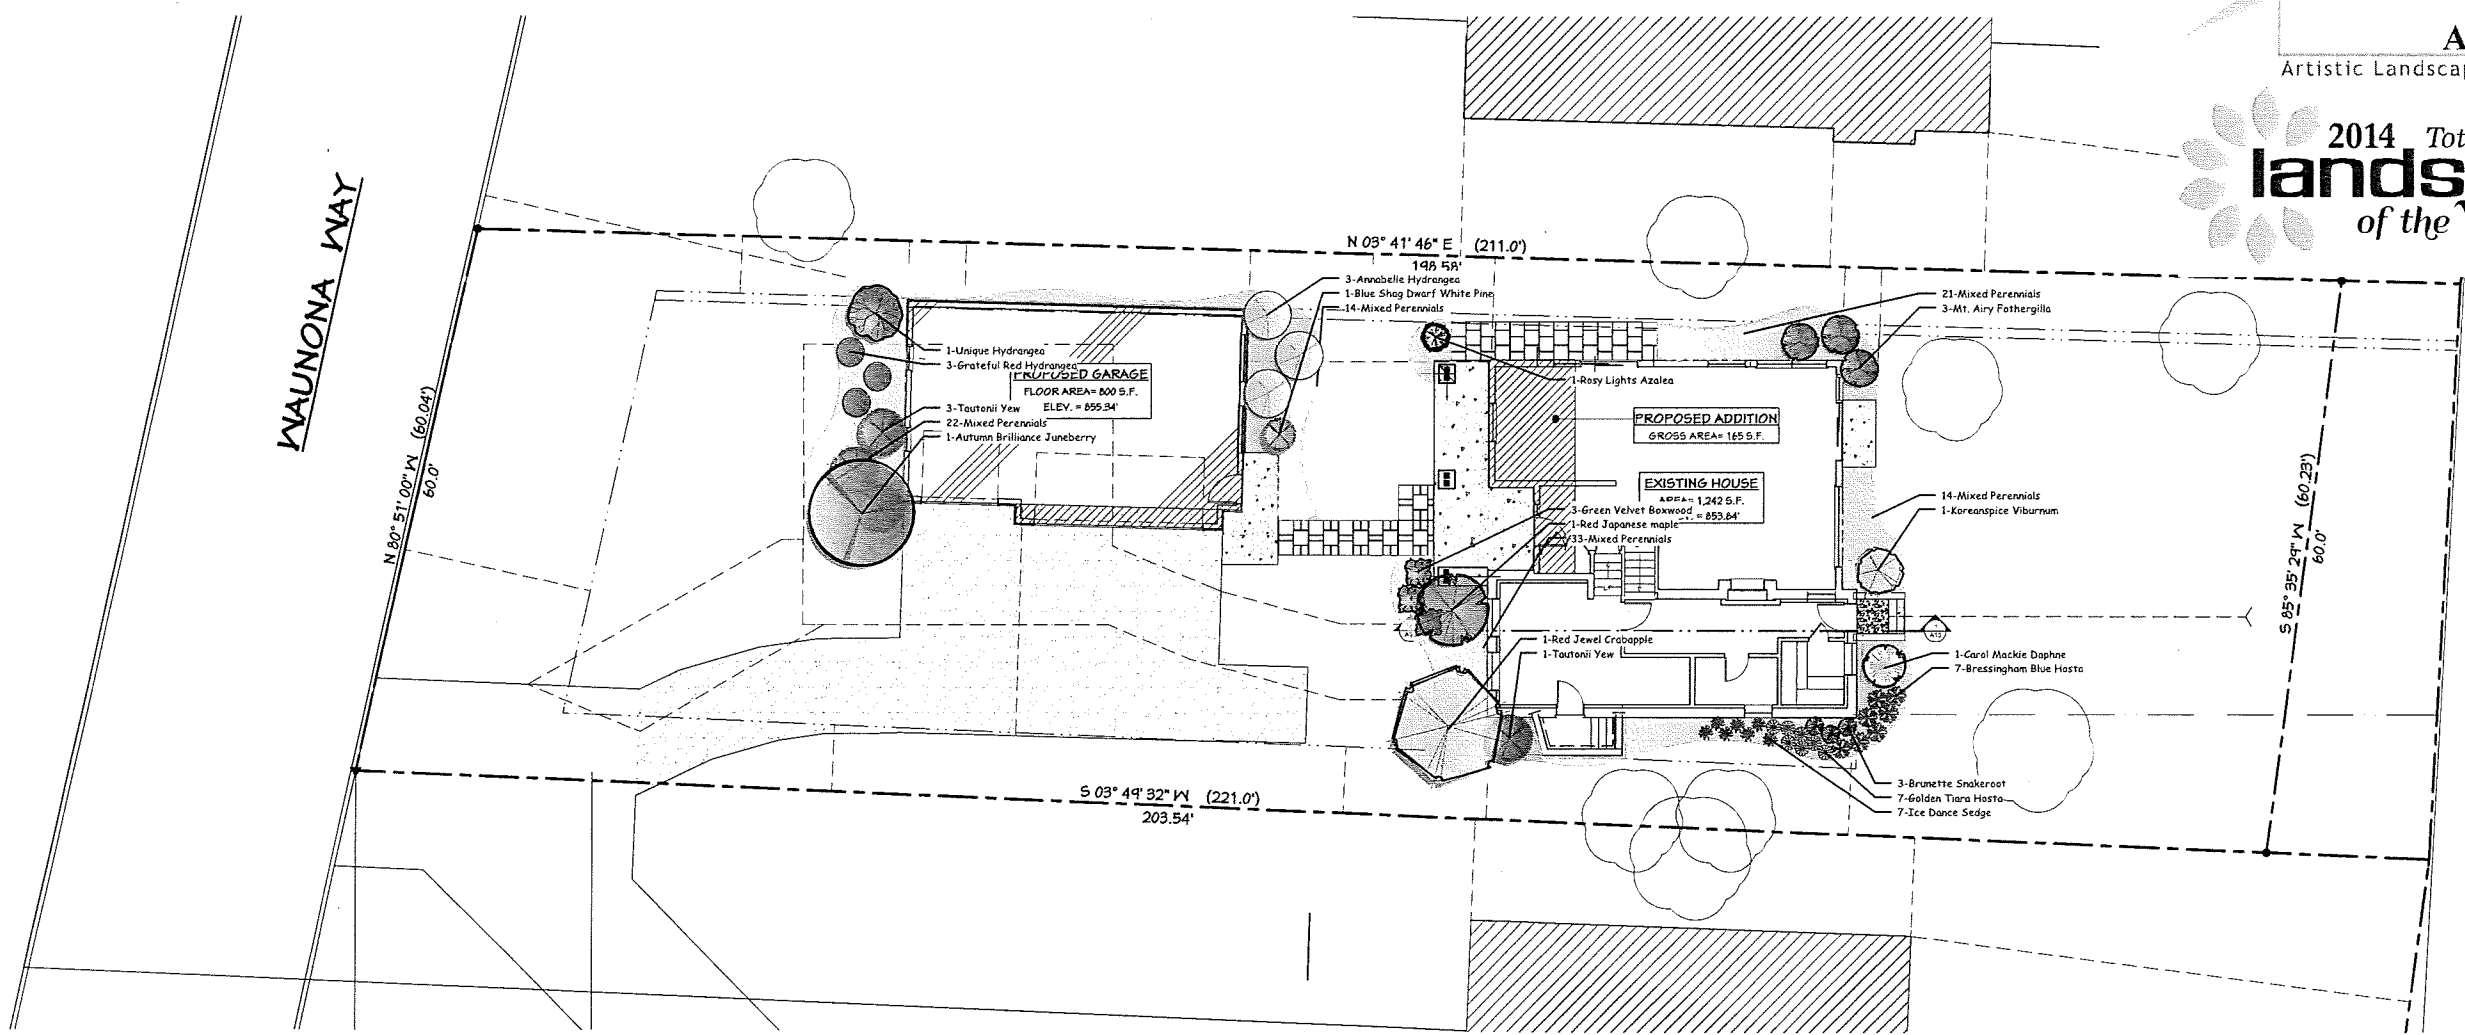 Artistic
2014
of the
WAUNONA WAY
N 80° 51' 00" W (60.04')
60.0'
N 03° 41' 46" E (211.0')
198.58'
3-Annabelle Hydrangea
1-Blue Shag Dwarf White Pine
14-Mixed Perennials
21-Mixed Perennials
3-Mt. Airy Fothergilla
1-Unique Hydrangea
3-Grateful Red Hydrangea
PROPOSED GARAGE
FLOOR AREA= 800 S.F.
ELEV. = 855.34'
3-Tautonii Yew
22-Mixed Perennials
1-Autumn Brilliance Juneberry
1-Rosy Lights Azalea
PROPOSED ADDITION
GROSS AREA= 165 S.F.
EXISTING HOUSE
AREA= 1,242 S.F.
= 853.84'
3-Green Velvet Boxwood
1-Red Japanese maple
33-Mixed Perennials
14-Mixed Perennials
1-Koreanspice Viburnum
S 85° 35' 29" W (60.23')
60.0'
1-Red Jewel Crabapple
1-Tautonii Yew
1-Carol Mackie Daphne
7-Bressingham Blue Hosta
3-Brunette Snakeroot
7-Golden Tiara Hosta
7-Ice Dance Sedge
S 03° 49' 32" W (221.0')
203.54'